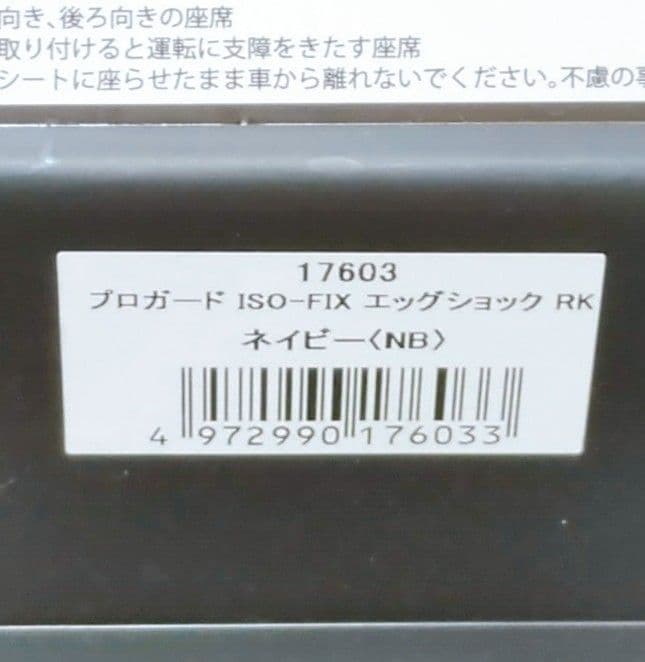 向き、後ろ向きの座席
取り付けると運転に支障をきたす座席
シートに座らせたまま車から離れないでください。不慮の事
17603
プロガード ISO-FIX エッグショック RK
ネイビー〈NB〉
4 972990 176033